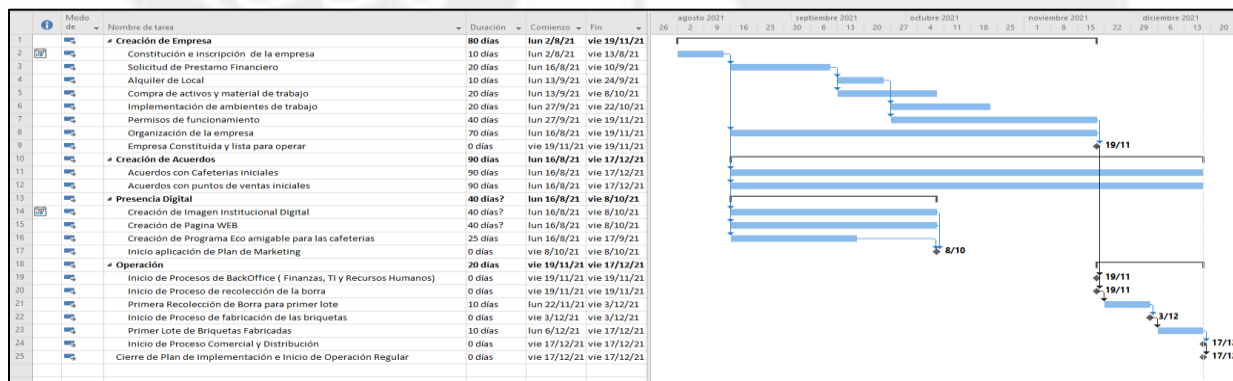 Modo de Nombre de tarea Duración Comienzo Fin
agosto 2021 septiembre 2021 octubre 2021 noviembre 2021 diciembre 2021
26 2 9 16 23 30 6 13 20 27 4 11 18 25 1 8 15 22 29 6 13 20
1 Creación de Empresa 80 días lun 2/8/21 vie 19/11/21
2 Constitución e inscripción de la empresa 10 días lun 2/8/21 vie 13/8/21
3 Solicitud de Prestamo Financiero 20 días lun 16/8/21 vie 10/9/21
4 Alquiler de Local 10 días lun 13/9/21 vie 24/9/21
5 Compra de activos y material de trabajo 20 días lun 13/9/21 vie 8/10/21
6 Implementación de ambientes de trabajo 20 días lun 27/9/21 vie 22/10/21
7 Permisos de funcionamiento 40 días lun 27/9/21 vie 19/11/21
8 Organización de la empresa 70 días lun 16/8/21 vie 19/11/21
9 Empresa Constituida y lista para operar 0 días vie 19/11/21 vie 19/11/21 19/11
10 Creación de Acuerdos 90 días lun 16/8/21 vie 17/12/21
11 Acuerdos con Cafeterias iniciales 90 días lun 16/8/21 vie 17/12/21
12 Acuerdos con puntos de ventas iniciales 90 días lun 16/8/21 vie 17/12/21
13 Presencia Digital 40 días? lun 16/8/21 vie 8/10/21
14 Creación de Imagen Institucional Digital 40 días? lun 16/8/21 vie 8/10/21
15 Creación de Pagina WEB 40 días? lun 16/8/21 vie 8/10/21
16 Creación de Programa Eco amigable para las cafeterias 25 días lun 16/8/21 vie 17/9/21
17 Inicio aplicación de Plan de Marketing 0 días vie 8/10/21 vie 8/10/21 8/10
18 Operación 20 días vie 19/11/21 vie 17/12/21
19 Inicio de Procesos de BackOffice ( Finanzas, TI y Recursos Humanos) 0 días vie 19/11/21 vie 19/11/21 19/11
20 Inicio de Proceso de recolección de la borra 0 días vie 19/11/21 vie 19/11/21 19/11
21 Primera Recolección de Borra para primer lote 10 días lun 22/11/21 vie 3/12/21
22 Inicio de Proceso de fabricación de las briquetas 0 días vie 3/12/21 vie 3/12/21 3/12
23 Primer Lote de Briquetas Fabricadas 10 días lun 6/12/21 vie 17/12/21
24 Inicio de Proceso Comercial y Distribución 0 días vie 17/12/21 vie 17/12/21 17/12
25 Cierre de Plan de Implementación e Inicio de Operación Regular 0 días vie 17/12/21 vie 17/12/21 17/12